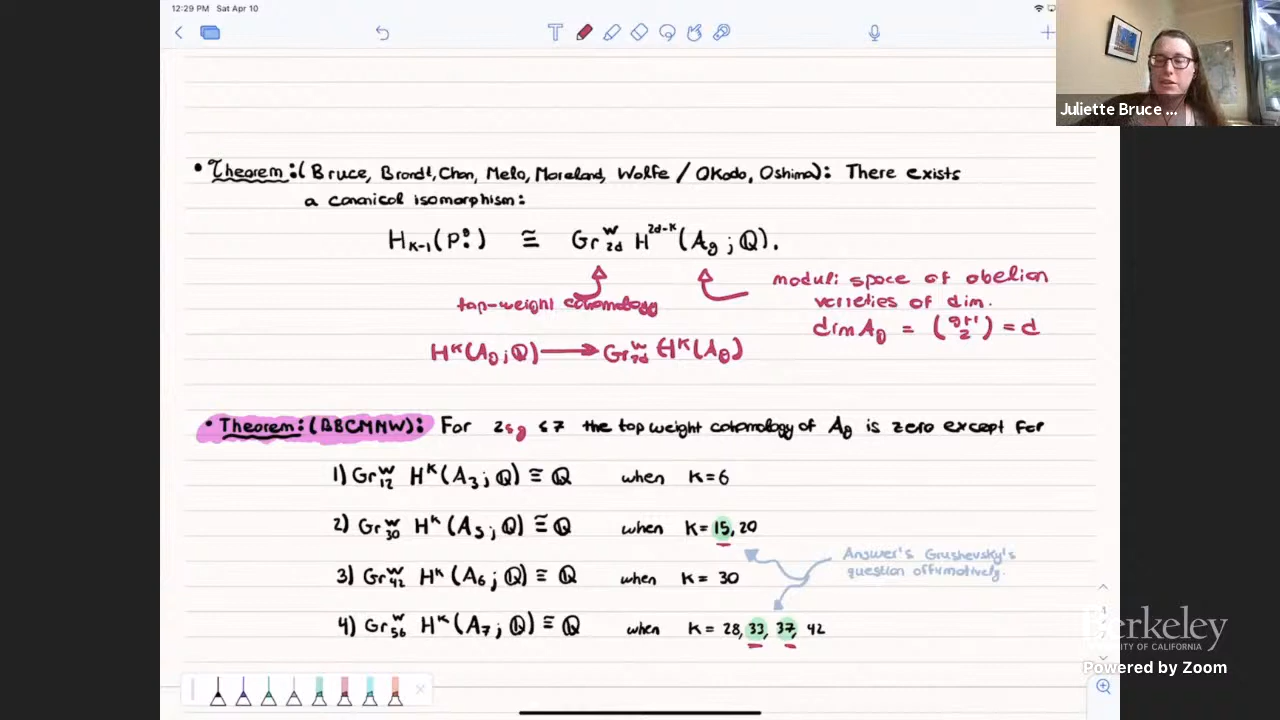 12:29 PM Sat Apr 10
Juliette Bruce ...
• Theorem: (Bruce, Brandt, Chan, Melo, Moreland, Wolfe / Okado, Oshima): There exists
a canonical isomorphism:
H_{K-1}(P^g_•) ≅ Gr^W_{2d} H^{2d-K}(A_g ; Q).
top-weight cohomology
moduli space of abelian
varieties of dim.
dim A_g = (g+1 2) = d
H^K(A_g ; Q) → Gr^W_{2d} H^K(A_g)
• Theorem: (BBCMMW): For 2≤g≤7 the top weight cohomology of A_g is zero except for
1) Gr^W_{12} H^K(A_3 ; Q) ≅ Q when K=6
2) Gr^W_{30} H^K(A_5 ; Q) ≅ Q when K= 15, 20
Answer's Grushevsky's
question affirmatively.
3) Gr^W_{42} H^K(A_6 ; Q) ≅ Q when K = 30
4) Gr^W_{56} H^K(A_7 ; Q) ≅ Q when K = 28, 33, 37, 42
Berkeley
UNIVERSITY OF CALIFORNIA
Powered by Zoom